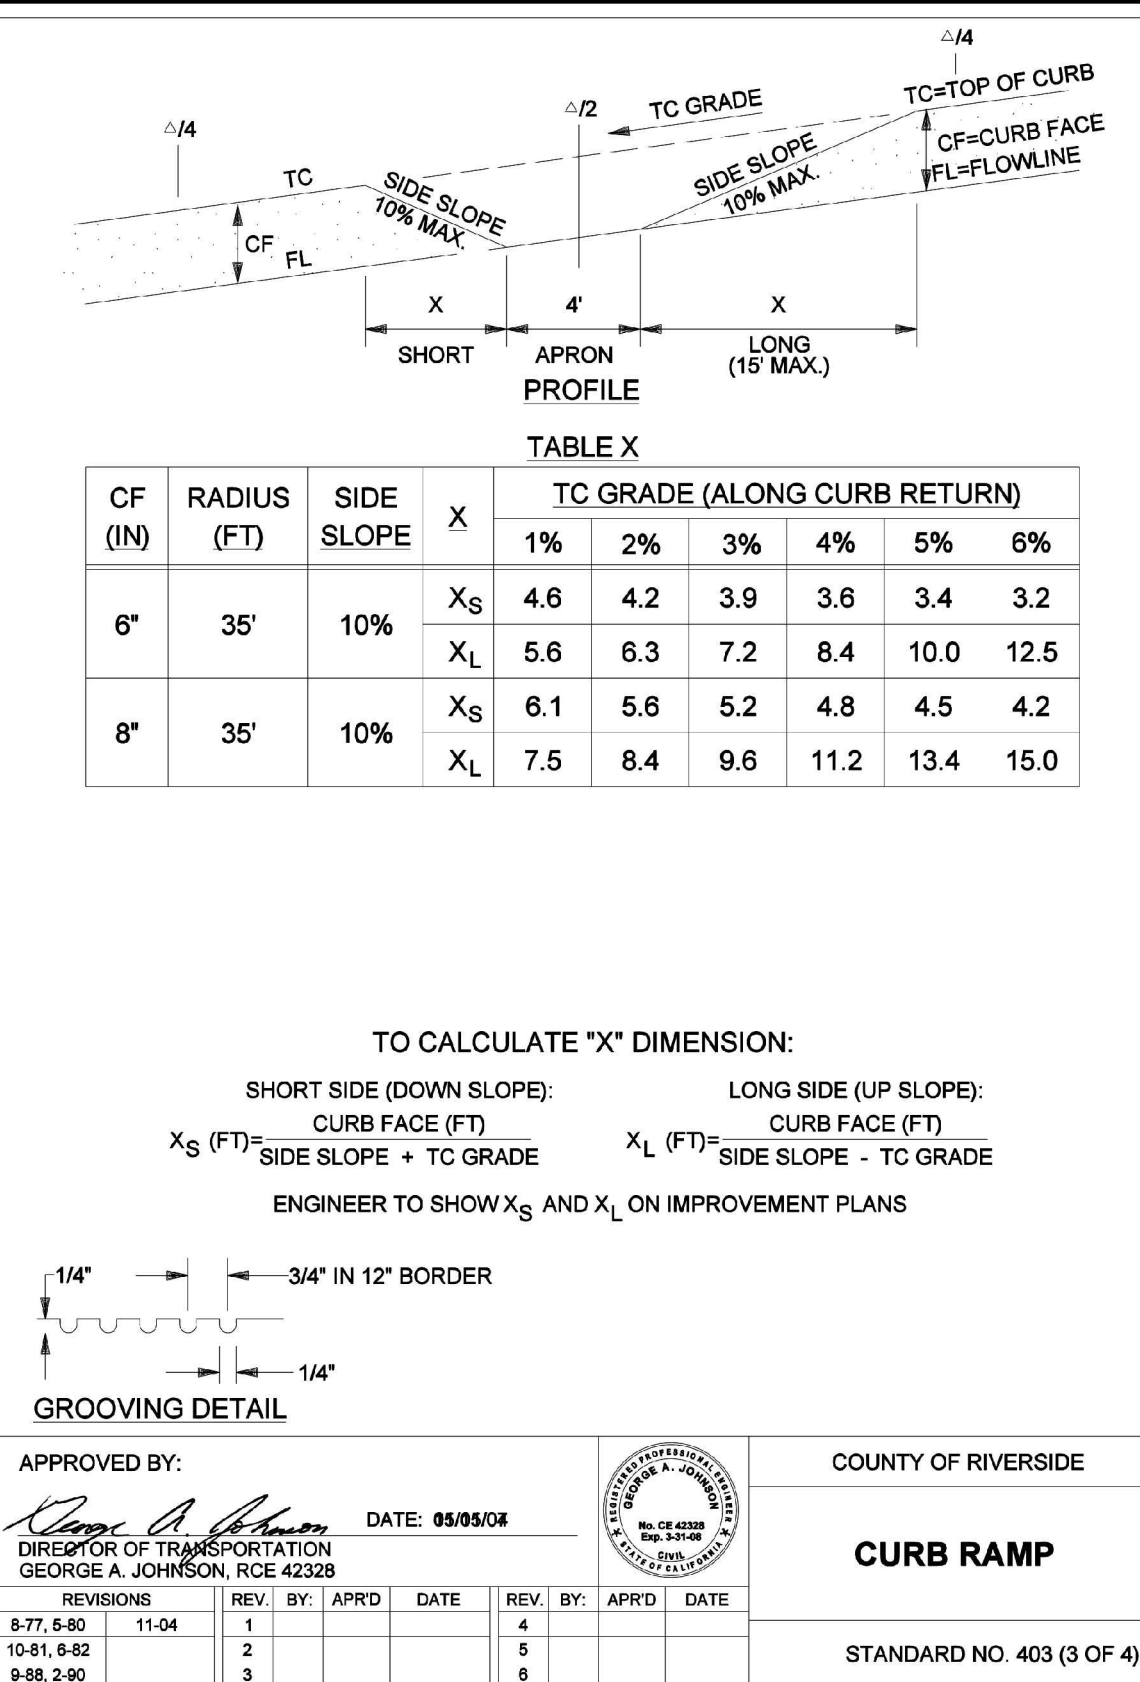 △/4
TC=TOP OF CURB
△/2
TC GRADE
△/4
CF=CURB FACE
FL=FLOWLINE
SIDE SLOPE
10% MAX.
TC
SIDE SLOPE
10% MAX.
CF
FL
X
4'
X
SHORT
APRON
LONG
(15' MAX.)
PROFILE
TABLE X
CF (IN) RADIUS (FT) SIDE SLOPE X TC GRADE (ALONG CURB RETURN)
1% 2% 3% 4% 5% 6%
6" 35' 10% XS 4.6 4.2 3.9 3.6 3.4 3.2
XL 5.6 6.3 7.2 8.4 10.0 12.5
8" 35' 10% XS 6.1 5.6 5.2 4.8 4.5 4.2
XL 7.5 8.4 9.6 11.2 13.4 15.0
TO CALCULATE "X" DIMENSION:
SHORT SIDE (DOWN SLOPE):
XS (FT)= CURB FACE (FT)
SIDE SLOPE + TC GRADE
LONG SIDE (UP SLOPE):
XL (FT)= CURB FACE (FT)
SIDE SLOPE - TC GRADE
ENGINEER TO SHOW XS AND XL ON IMPROVEMENT PLANS
1/4"
3/4" IN 12" BORDER
1/4"
GROOVING DETAIL
APPROVED BY:
George A. Johnson
DATE:
DIRECTOR OF TRANSPORTATION
GEORGE A. JOHNSON, RCE 42328
REGISTERED PROFESSIONAL ENGINEER
GEORGE A. JOHNSON
No. CE 42328
Exp. 3-31-08
CIVIL
STATE OF CALIFORNIA
COUNTY OF RIVERSIDE
CURB RAMP
STANDARD NO. 403 (3 OF 4)
REVISIONS REV. BY: APR'D DATE REV. BY: APR'D DATE
8-77, 5-80 11-04 1 4
10-81, 6-82 2 5
9-88, 2-90 3 6